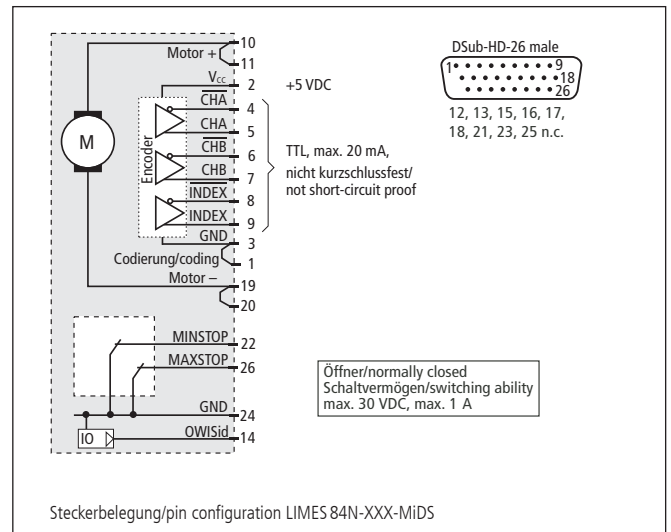 10
Motor +
11
V_CC 2 +5 VDC
CHA 4
CHA 5
CHB 6
CHB 7
INDEX 8
INDEX 9
GND 3
Codierung/coding 1
Motor – 19
20
M
Encoder
TTL, max. 20 mA,
nicht kurzschlussfest/
not short-circuit proof
DSub-HD-26 male
1 9
18
26
12, 13, 15, 16, 17,
18, 21, 23, 25 n.c.
MINSTOP 22
MAXSTOP 26
GND 24
IO OWISid 14
Öffner/normally closed
Schaltvermögen/switching ability
max. 30 VDC, max. 1 A
Steckerbelegung/pin configuration LIMES 84N-XXX-MiDS